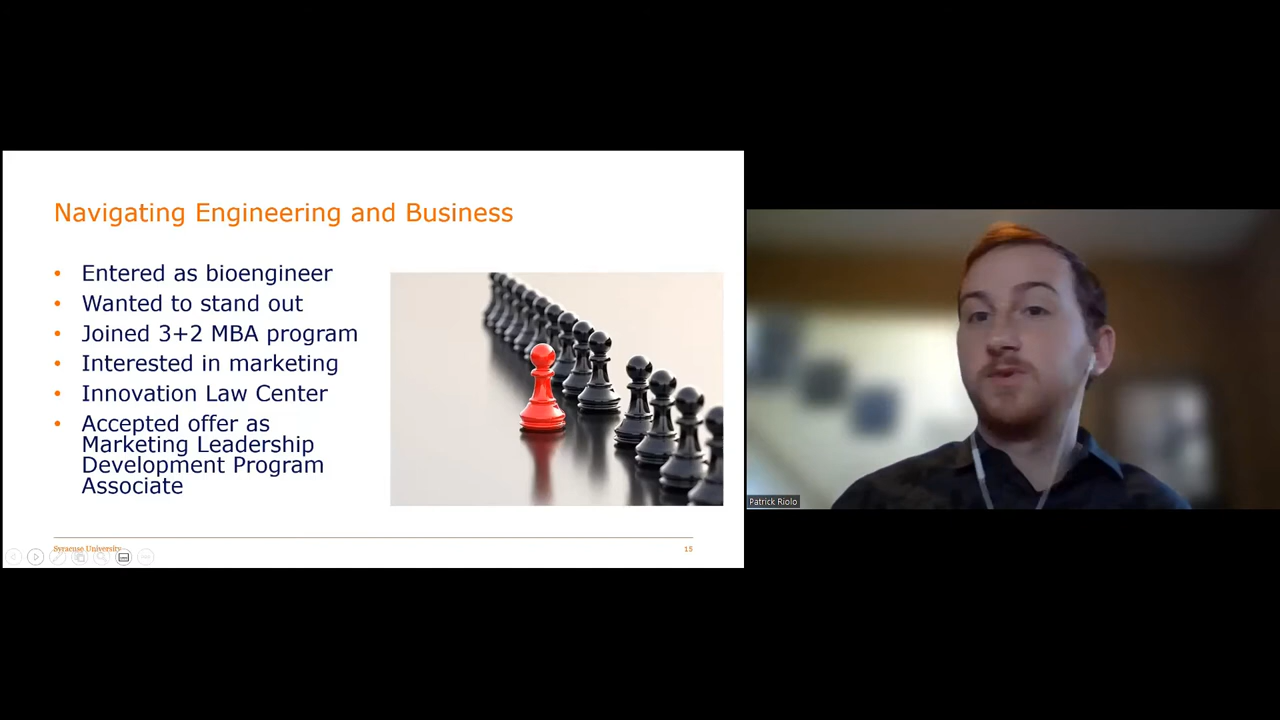 Navigating Engineering and Business
• Entered as bioengineer
• Wanted to stand out
• Joined 3+2 MBA program
• Interested in marketing
• Innovation Law Center
• Accepted offer as
Marketing Leadership
Development Program
Associate
Syracuse University
15
Patrick Riolo